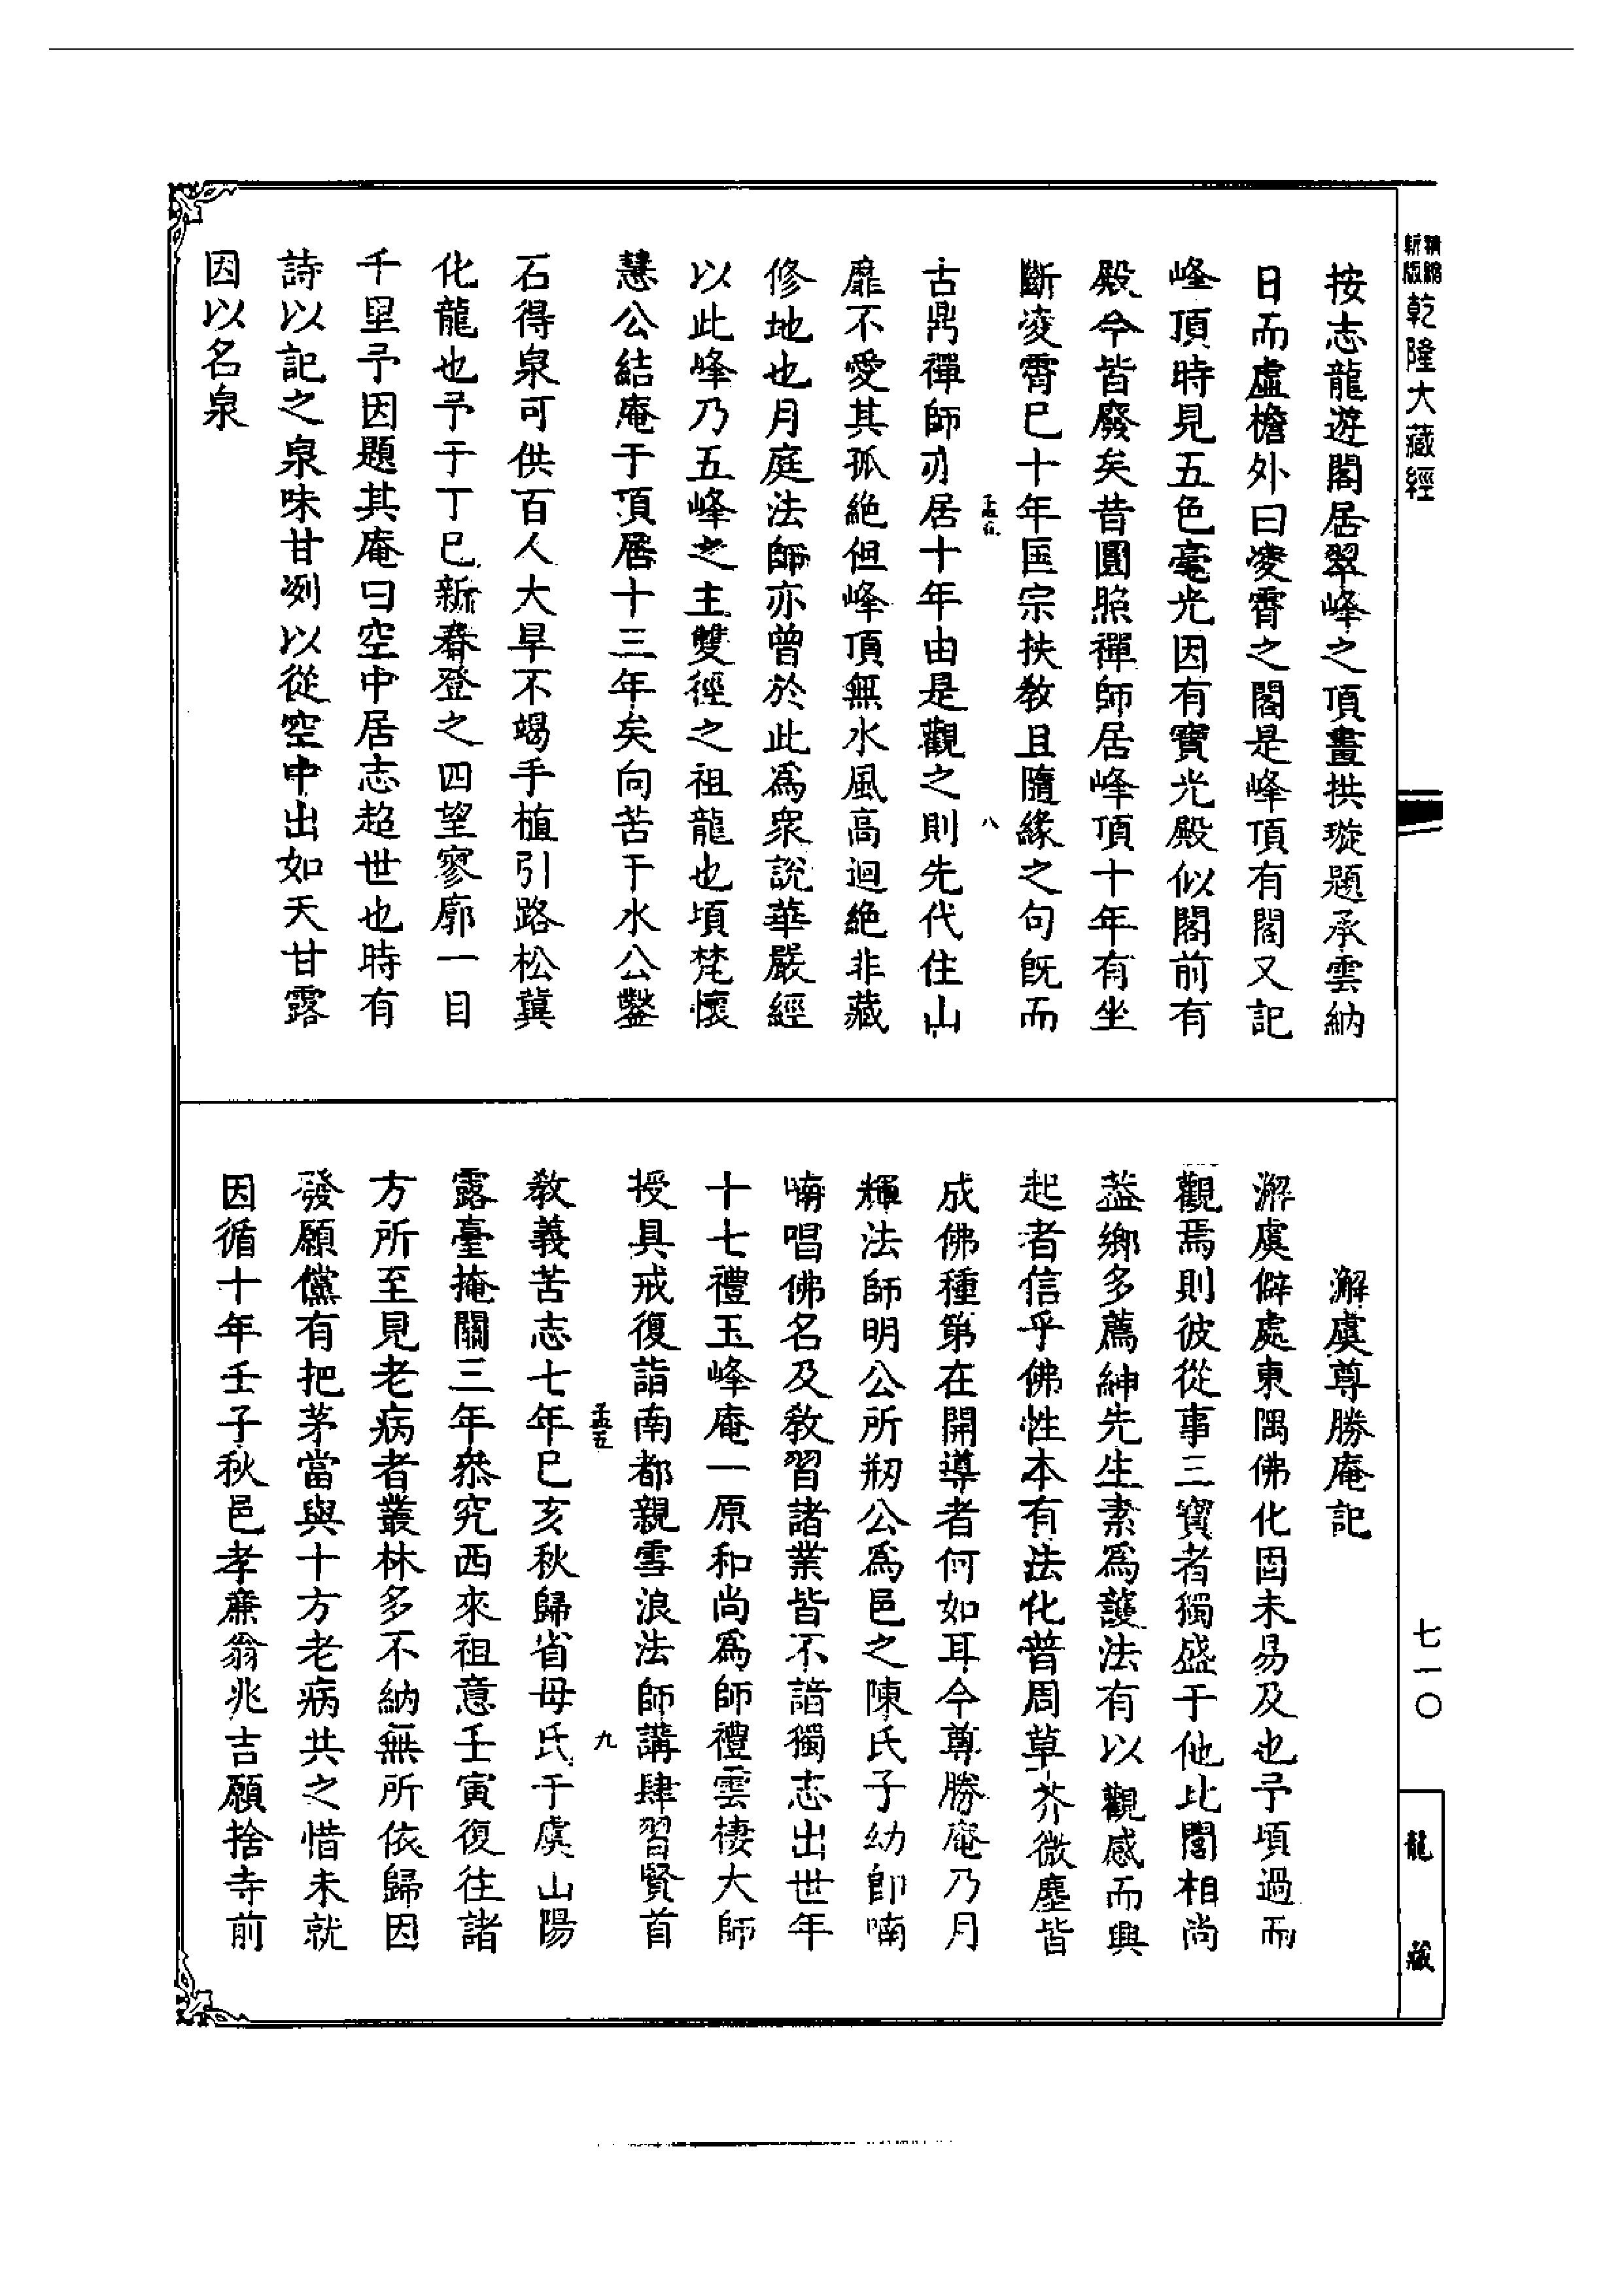 精縮新版 乾隆大藏經
按志龍遊閣居翠峰之頂畫拱璇題承雲納
日而虛檐外曰凌霄之閣是峰頂有閣又記
峰頂時見五色毫光因有寶光殿似閣前有
殿今皆廢矣昔圓照禪師居峰頂十年有坐
斷凌霄已十年匡宗扶教且隨緣之句既而
古鼎禪師亦居十年由是觀之則先代住山
靡不愛其孤絶但峰頂無水風高迴絶非藏
修地也月庭法師亦曾於此爲衆說華嚴經
以此峰乃五峰之主雙徑之祖龍也頃梵懷
慧公結庵于頂居十三年矣向苦于水公鑿
石得泉可供百人大旱不竭手植引路松冀
化龍也予于丁巳新春登之四望寥廓一目
千里予因題其庵曰空中居志超世也時有
詩以記之泉味甘冽以從空中出如天甘露
因以名泉
澥虞尊勝庵記
澥虞僻處東隅佛化固未易及也予頃過而
觀焉則彼從事三寶者獨盛于他比閭相尚
葢鄉多薦紳先生素爲護法有以觀感而興
起者信乎佛性本有法化普周草芥微塵皆
成佛種第在開導者何如耳今尊勝庵乃月
輝法師明公所剏公爲邑之陳氏子幼卽喃
喃唱佛名及教習諸業皆不諳獨志出世年
十七禮玉峰庵一原和尚爲師禮雲棲大師
授具戒復詣南都親雪浪法師講肆習賢首
教義苦志七年巳亥秋歸省母氏于虞山陽
露臺掩關三年叅究西來祖意壬寅復往諸
方所至見老病者叢林多不納無所依歸因
發願儻有把茅當與十方老病共之惜未就
因循十年壬子秋邑孝廉翁兆吉願捨寺前
八
孟五
九
七一〇
龍藏